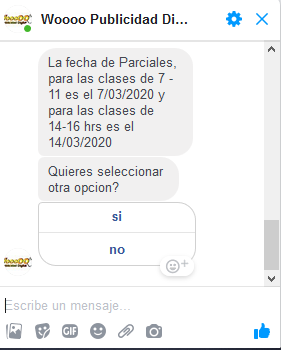 Woooo Publicidad Di...
La fecha de Parciales,
para las clases de 7 -
11 es el 7/03/2020 y
para las clases de
14-16 hrs es el
14/03/2020
Quieres seleccionar
otra opcion?
si
no
Escribe un mensaje...
GIF